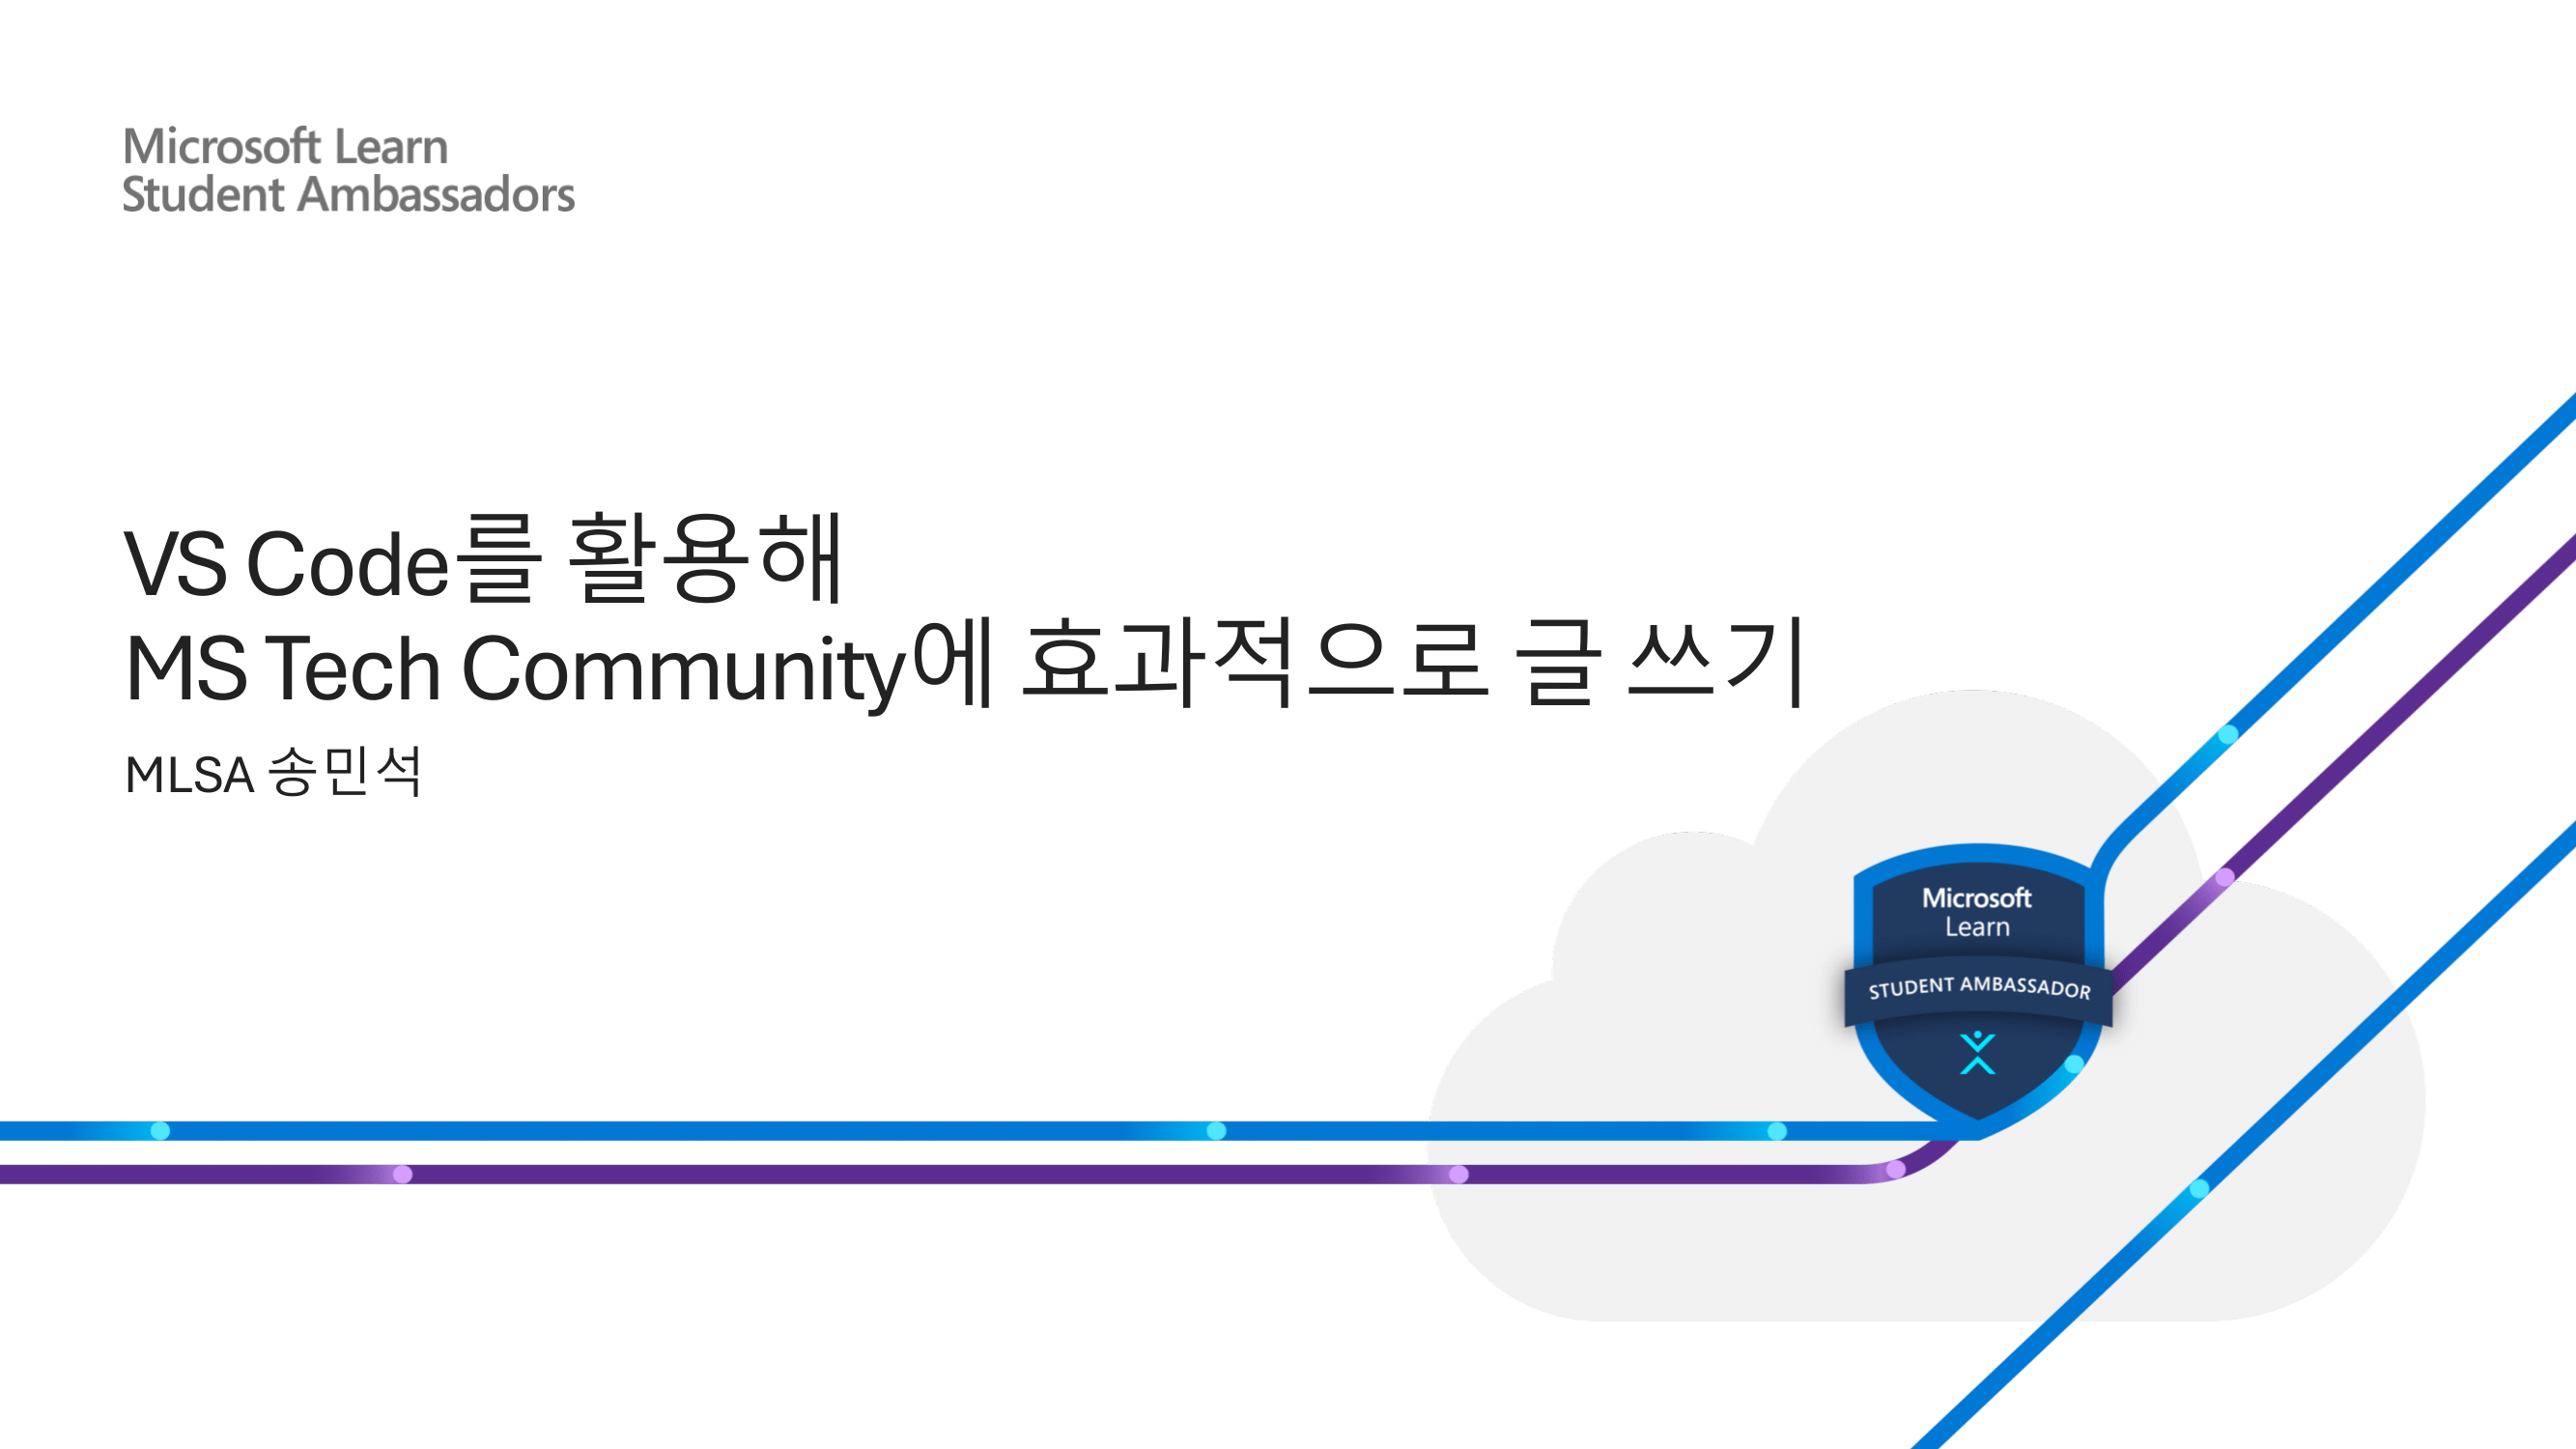 Microsoft Learn
Student Ambassadors
VS Code를 활용해
MS Tech Community에 효과적으로 글 쓰기
MLSA 송민석
Microsoft
Learn
STUDENT AMBASSADOR